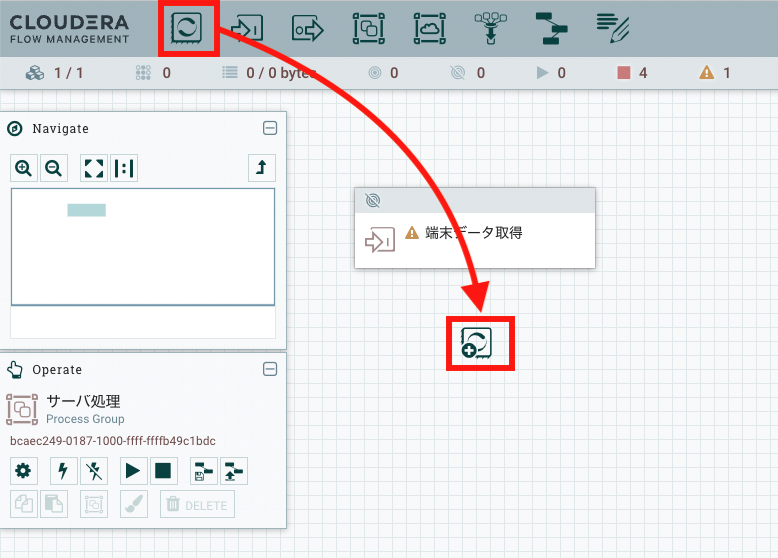 CLOUDERA
FLOW MANAGEMENT
1 / 1
0
0 / 0 bytes
0
0
0
4
1
Navigate
端末データ取得
Operate
サーバ処理
Process Group
bcaec249-0187-1000-ffff-ffffb49c1bdc
DELETE